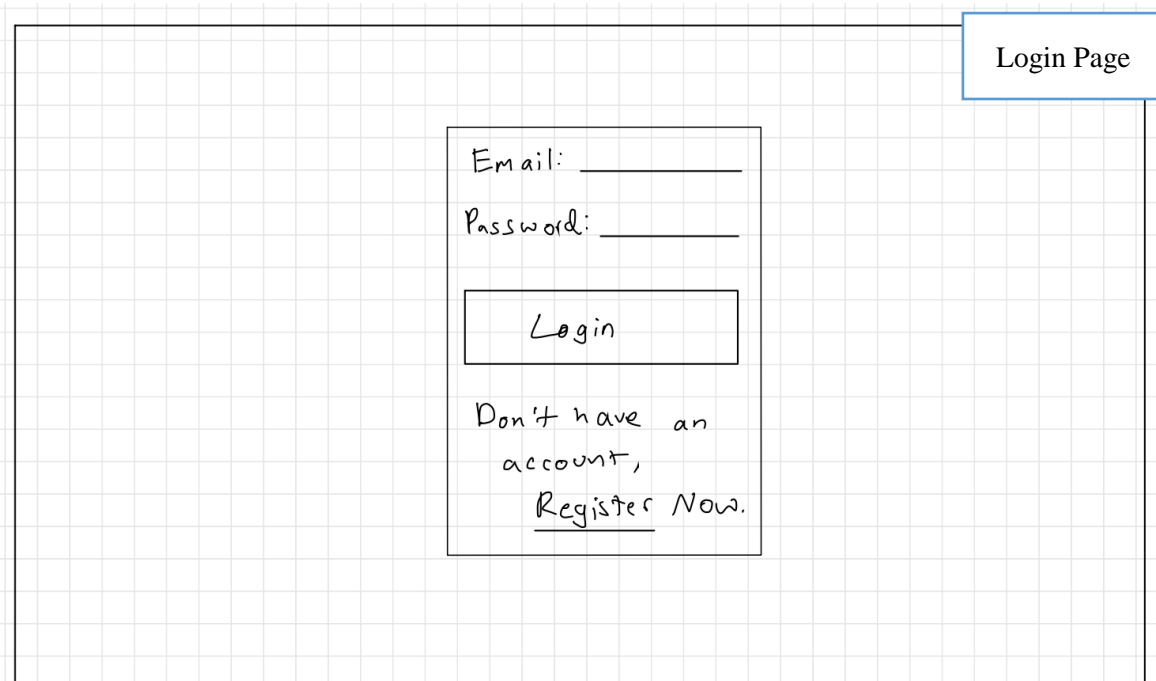 Login Page
Email:
Password:
Login
Don't have an
account,
Register Now.